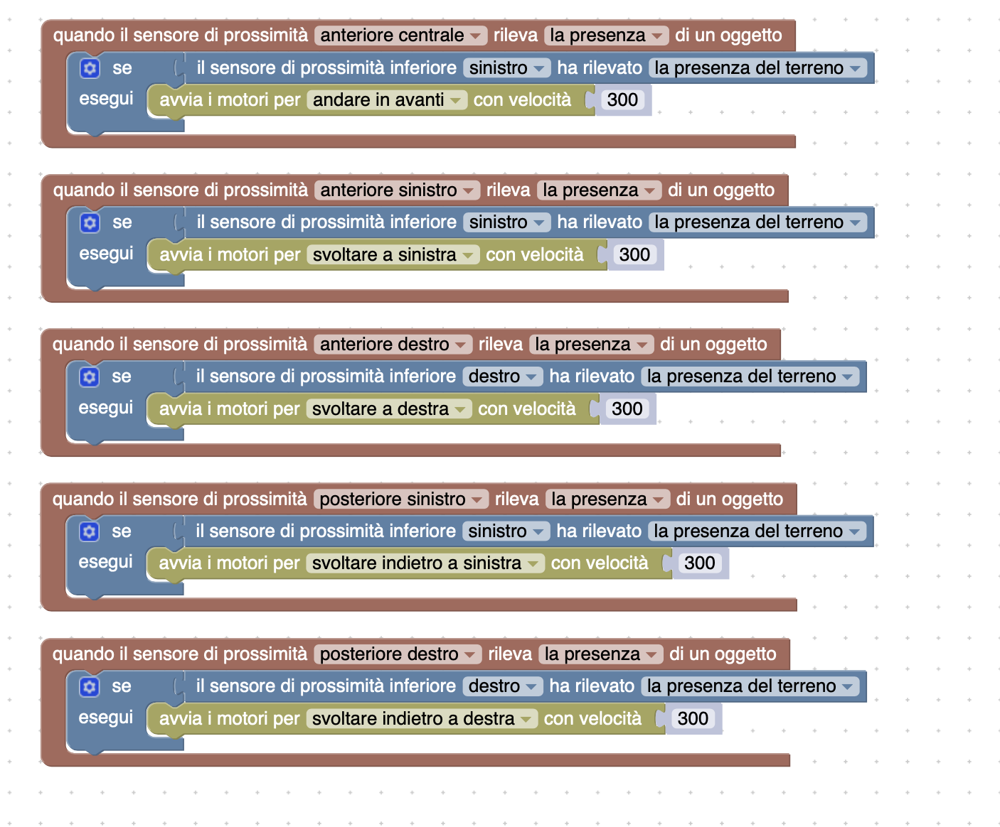 quando il sensore di prossimità anteriore centrale rileva la presenza di un oggetto
se il sensore di prossimità inferiore sinistro ha rilevato la presenza del terreno
esegui avvia i motori per andare in avanti con velocità 300
quando il sensore di prossimità anteriore sinistro rileva la presenza di un oggetto
se il sensore di prossimità inferiore sinistro ha rilevato la presenza del terreno
esegui avvia i motori per svoltare a sinistra con velocità 300
quando il sensore di prossimità anteriore destro rileva la presenza di un oggetto
se il sensore di prossimità inferiore destro ha rilevato la presenza del terreno
esegui avvia i motori per svoltare a destra con velocità 300
quando il sensore di prossimità posteriore sinistro rileva la presenza di un oggetto
se il sensore di prossimità inferiore sinistro ha rilevato la presenza del terreno
esegui avvia i motori per svoltare indietro a sinistra con velocità 300
quando il sensore di prossimità posteriore destro rileva la presenza di un oggetto
se il sensore di prossimità inferiore destro ha rilevato la presenza del terreno
esegui avvia i motori per svoltare indietro a destra con velocità 300